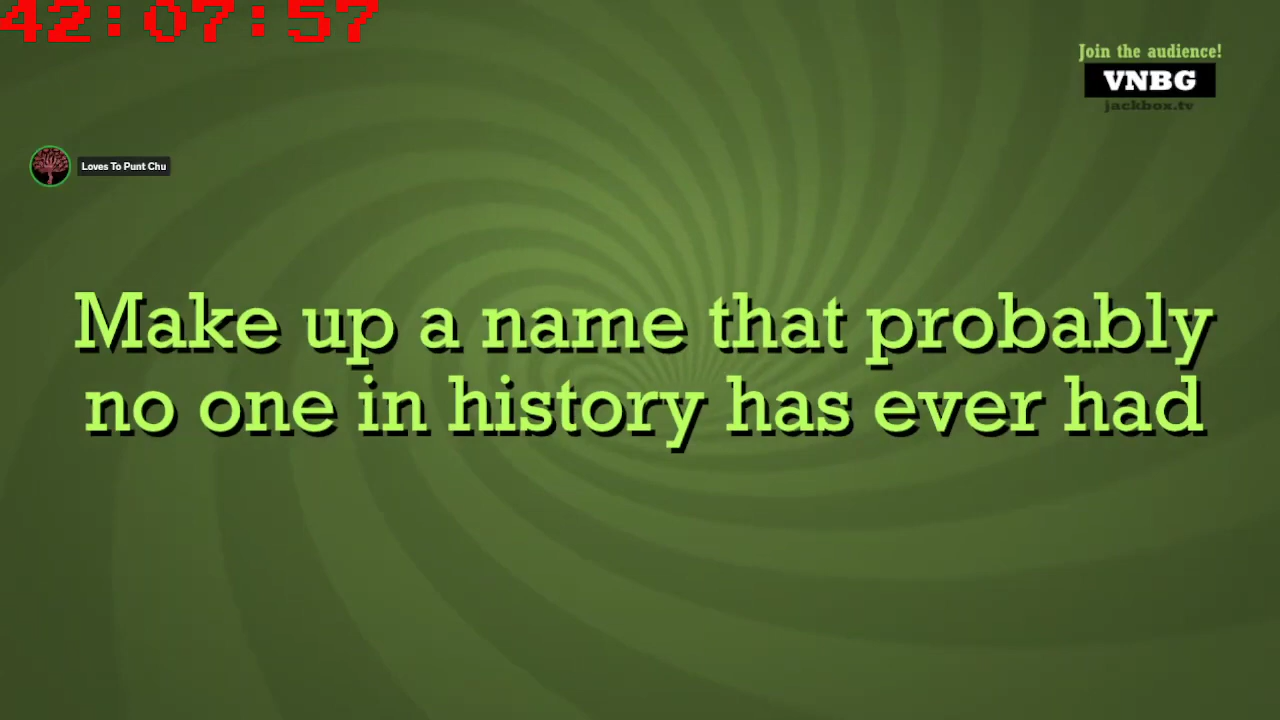 42:07:57
Join the audience!
VNBG
jackbox.tv
Loves To Punt Chu
Make up a name that probably
no one in history has ever had